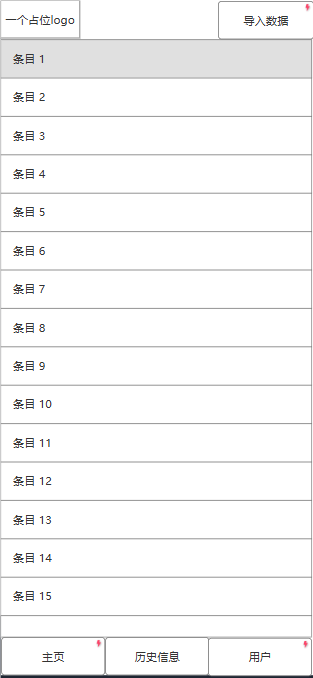 一个占位logo
导入数据
条目 1
条目 2
条目 3
条目 4
条目 5
条目 6
条目 7
条目 8
条目 9
条目 10
条目 11
条目 12
条目 13
条目 14
条目 15
主页
历史信息
用户